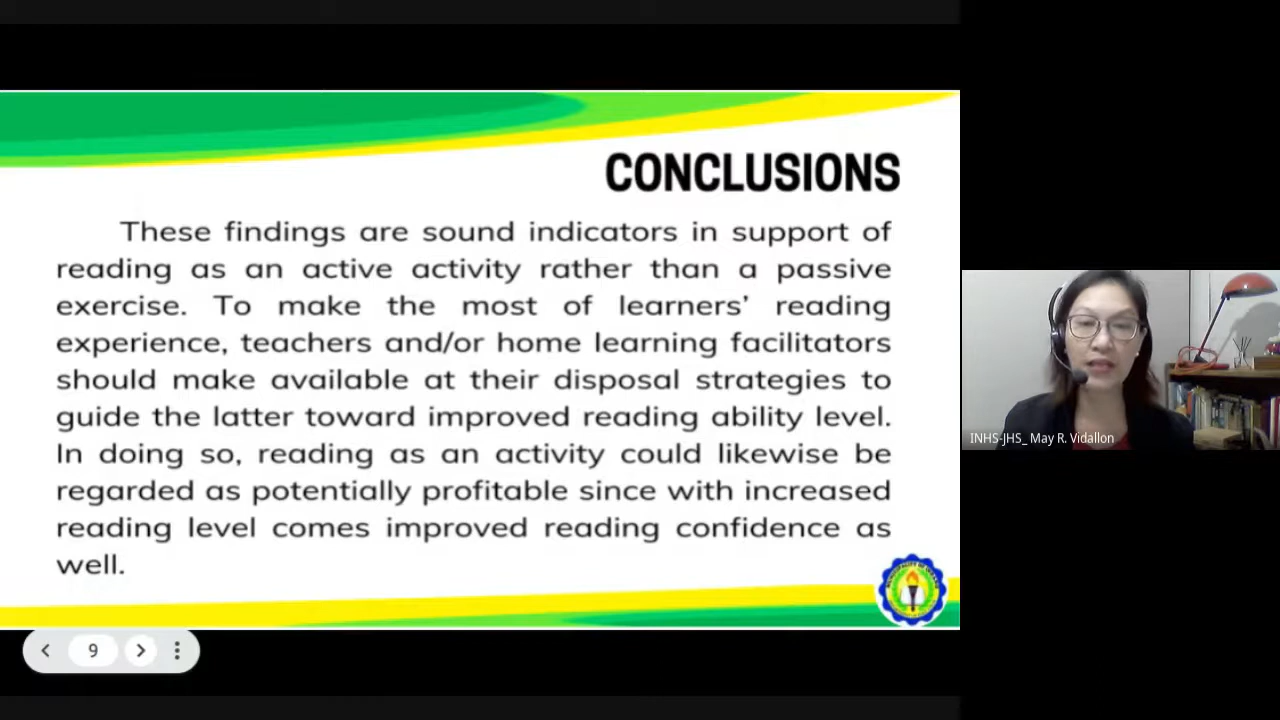 CONCLUSIONS
These findings are sound indicators in support of
reading as an active activity rather than a passive
exercise. To make the most of learners' reading
experience, teachers and/or home learning facilitators
should make available at their disposal strategies to
guide the latter toward improved reading ability level.
In doing so, reading as an activity could likewise be
regarded as potentially profitable since with increased
reading level comes improved reading confidence as
well.
INHS-JHS_ May R. Vidallon
9